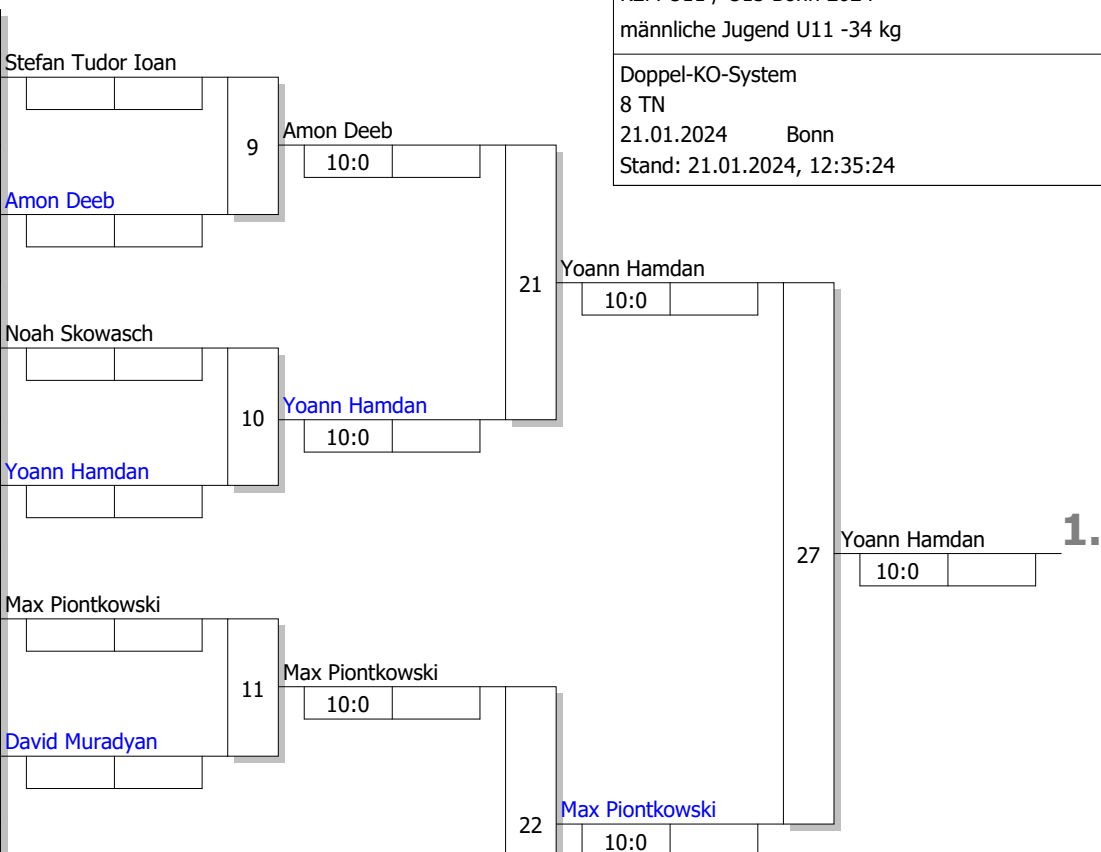 männliche Jugend U11 -34 kg
Doppel-KO-System
8 TN
21.01.2024 Bonn
Stand: 21.01.2024, 12:35:24
Stefan Tudor Ioan
9
Amon Deeb
10:0
Amon Deeb
21
Yoann Hamdan
10:0
Noah Skowasch
10
Yoann Hamdan
10:0
Yoann Hamdan
27
Yoann Hamdan
1.
10:0
Max Piontkowski
11
Max Piontkowski
10:0
David Muradyan
22
Max Piontkowski
10:0